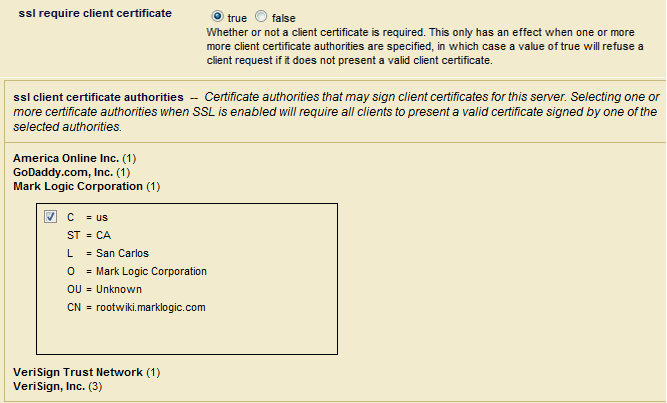 ssl require client certificate
true false
Whether or not a client certificate is required. This only has an effect when one or more
more client certificate authorities are specified, in which case a value of true will refuse a
client request if it does not present a valid client certificate.
ssl client certificate authorities -- Certificate authorities that may sign client certificates for this server. Selecting one or
more certificate authorities when SSL is enabled will require all clients to present a valid certificate signed by one of the
selected authorities.
America Online Inc. (1)
GoDaddy.com, Inc. (1)
Mark Logic Corporation (1)
C = us
ST = CA
L = San Carlos
O = Mark Logic Corporation
OU = Unknown
CN = rootwiki.marklogic.com
VeriSign Trust Network (1)
VeriSign, Inc. (3)